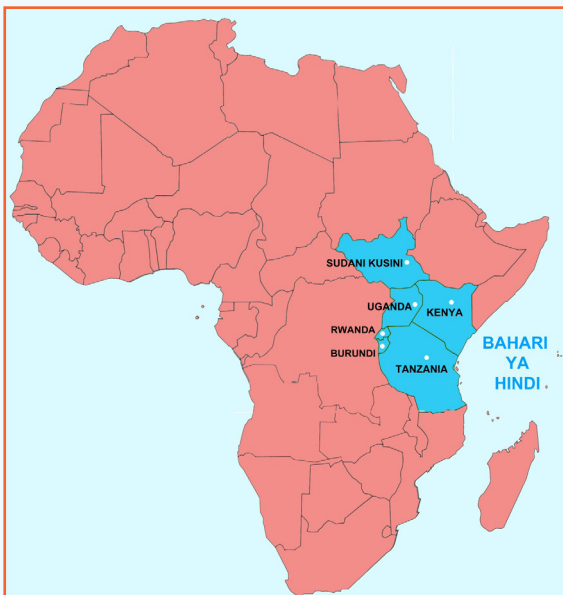 SUDANI KUSINI
UGANDA
KENYA
RWANDA
BURUNDI
TANZANIA
BAHARI
YA
HINDI